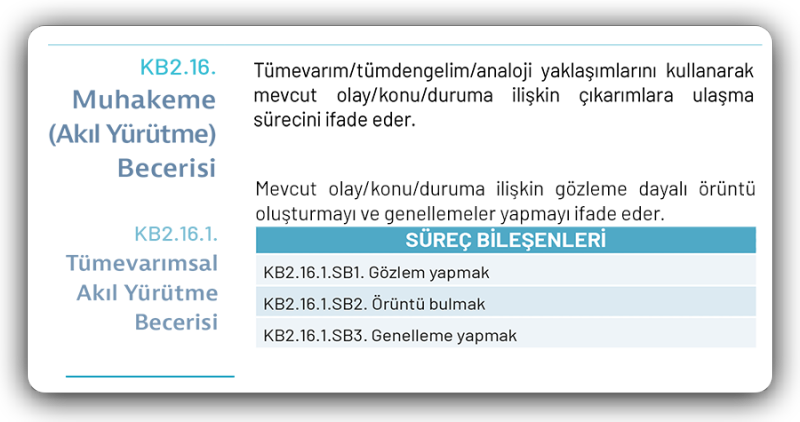 KB2.16.
Muhakeme
(Akıl Yürütme)
Becerisi
Tümevarım/tümdengelim/analoji yaklaşımlarını kullanarak
mevcut olay/konu/duruma ilişkin çıkarımlara ulaşma
sürecini ifade eder.
KB2.16.1.
Tümevarımsal
Akıl Yürütme
Becerisi
Mevcut olay/konu/duruma ilişkin gözleme dayalı örüntü
oluşturmayı ve genellemeler yapmayı ifade eder.
SÜREÇ BİLEŞENLERİ
KB2.16.1.SB1. Gözlem yapmak
KB2.16.1.SB2. Örüntü bulmak
KB2.16.1.SB3. Genelleme yapmak